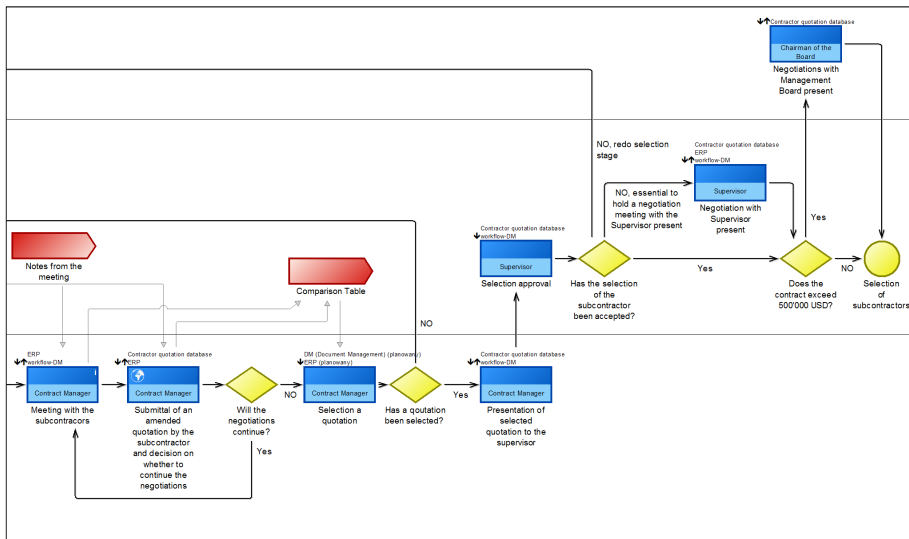 Contractor quotation database
Chairman of the
Board
Negotiations with
Management
Board present
NO, redo selection
stage
Contractor quotation database
ERP
workflow-DM
Supervisor
Negotiation with
Supervisor
present
NO, essential to
hold a negotiation
meeting with the
Supervisor present
Yes
Notes from the
meeting
Comparison Table
Contractor quotation database
workflow-DM
Supervisor
Selection approval
Has the selection
of the
subcontractor
been accepted?
Yes
Does the
contract exceed
500'000 USD?
NO
Selection
of
subcontractors
NO
ERP
workflow-DM
Contract Manager
Meeting with the
subcontracors
Contractor quotation database
ERP
Contract Manager
Submittal of an
amended
quotation by the
subcontractor
and decision on
whether to
continue the
negotiations
Will the
negotiations
continue?
NO
Yes
DM (Document Management) (planowany)
ERP (planowany)
Contract Manager
Selection a
quotation
Has a qoutation
been selected?
Yes
Contractor quotation database
workflow-DM
Contract Manager
Presentation of
selected
quotation to the
supervisor